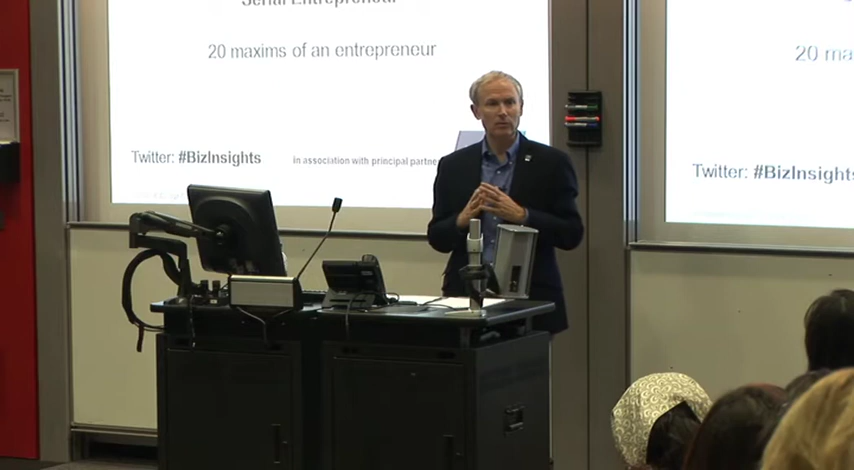 Serial Entrepreneur
20 maxims of an entrepreneur
Twitter: #BizInsights
in association with principal partne
20 ma
Twitter: #BizInsights